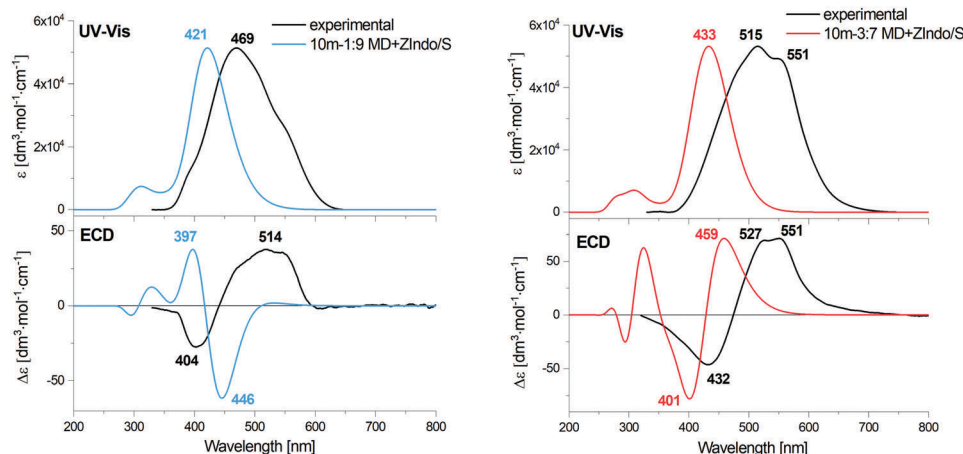 UV-Vis
experimental
10m-1:9 MD+ZIndo/S
421
469
6x10⁴
4x10⁴
2x10⁴
0
ε [dm³·mol⁻¹·cm⁻¹]
ECD
397
514
404
446
50
0
-50
Δε [dm³·mol⁻¹·cm⁻¹]
200 300 400 500 600 700 800
Wavelength [nm]
UV-Vis
experimental
10m-3:7 MD+ZIndo/S
433
515
551
6x10⁴
4x10⁴
2x10⁴
0
ε [dm³·mol⁻¹·cm⁻¹]
ECD
459
527
551
432
401
50
0
-50
Δε [dm³·mol⁻¹·cm⁻¹]
200 300 400 500 600 700 800
Wavelength [nm]